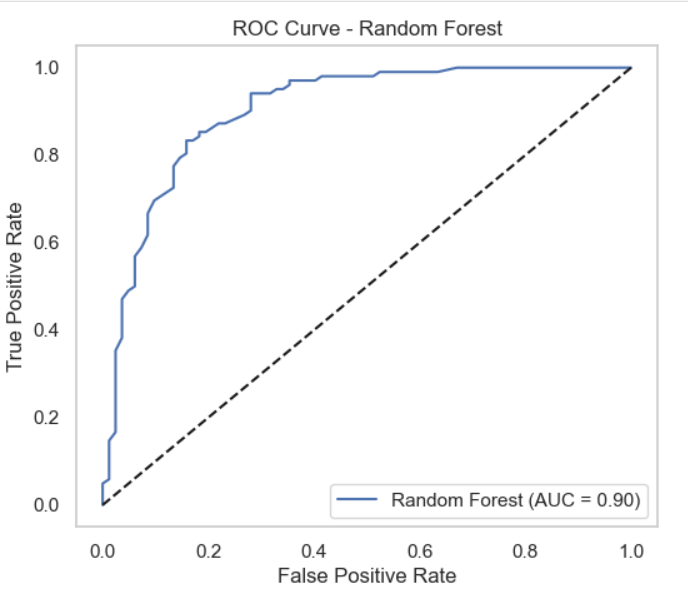 ROC Curve - Random Forest
True Positive Rate
1.0
0.8
0.6
0.4
0.2
0.0
Random Forest (AUC = 0.90)
0.0 0.2 0.4 0.6 0.8 1.0
False Positive Rate